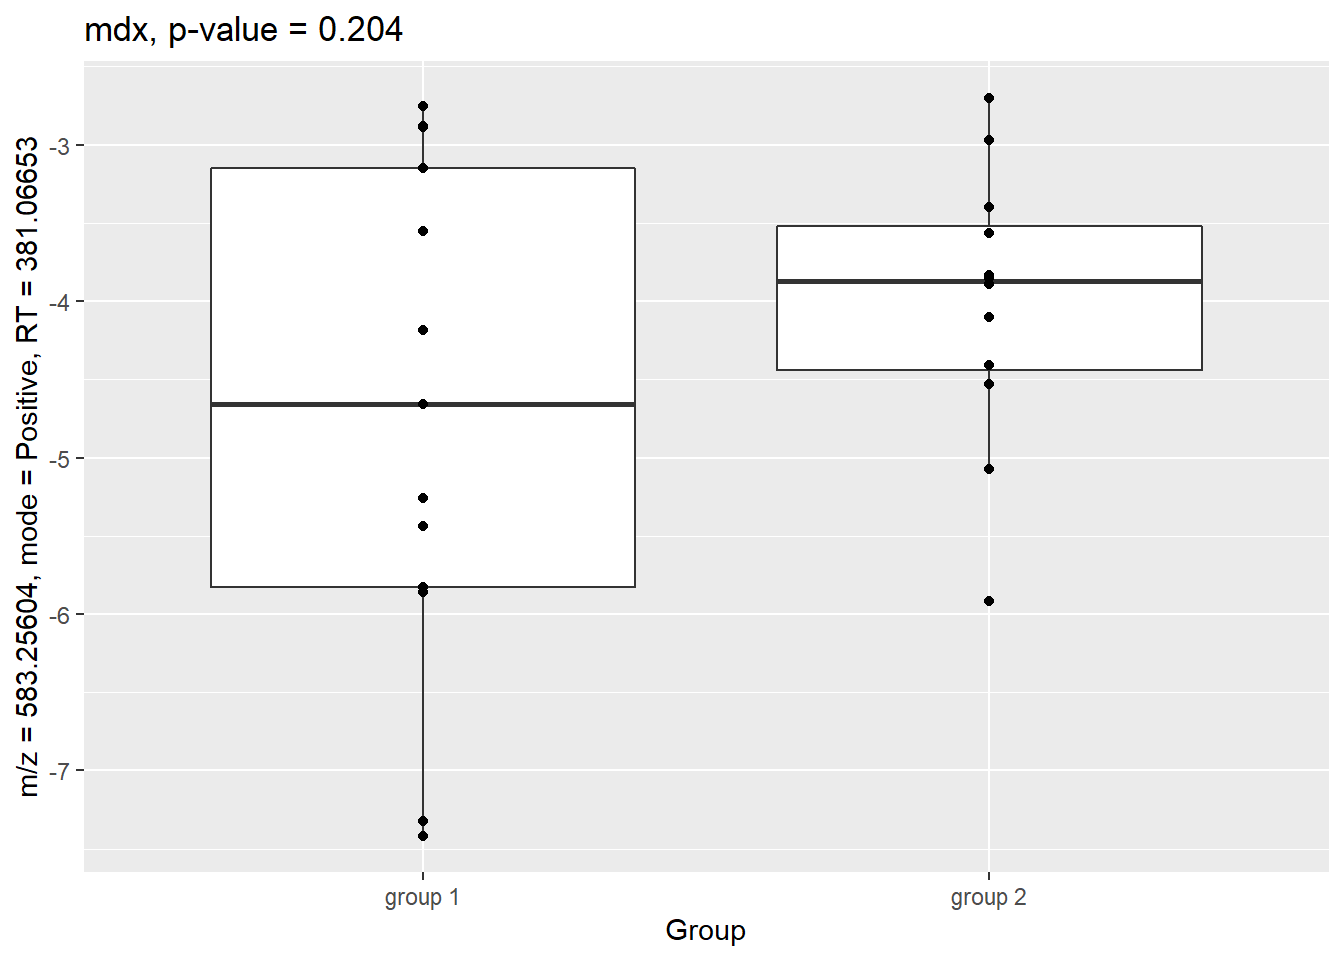 mdx, p-value = 0.204
m/z = 583.25604, mode = Positive, RT = 381.06653
-3
-4
-5
-6
-7
group 1
group 2
Group